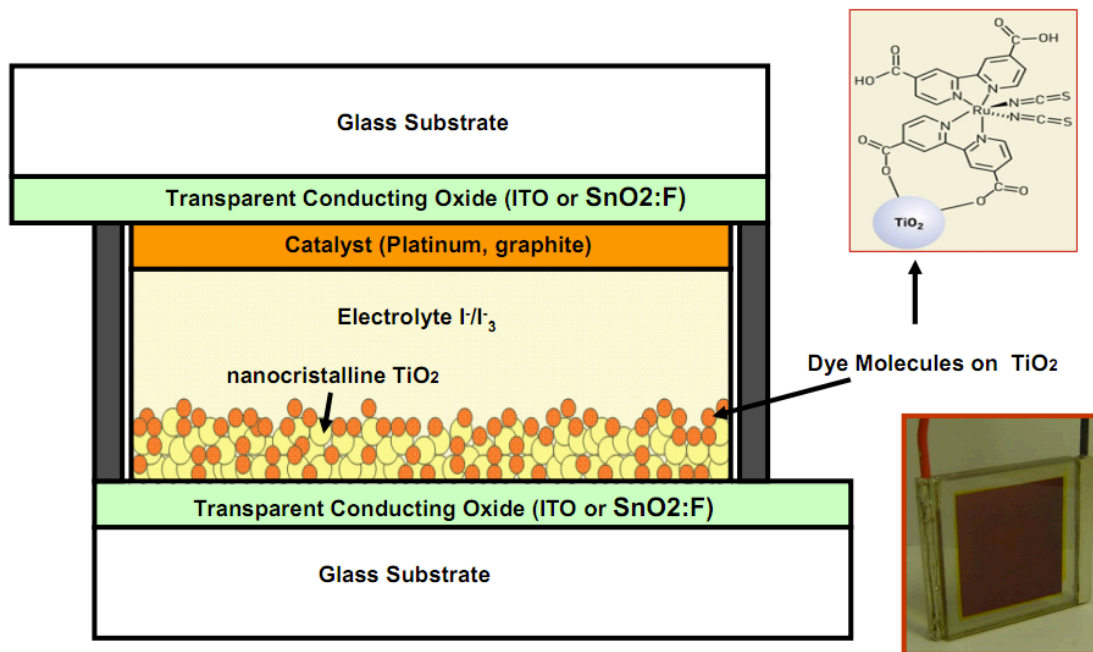 Glass Substrate
Transparent Conducting Oxide (ITO or SnO2:F)
Catalyst (Platinum, graphite)
Electrolyte I-/I-3
nanocristalline TiO2
Transparent Conducting Oxide (ITO or SnO2:F)
Glass Substrate
O
C
OH
O
C
HO
N
N
Ru
N=C=S
N=C=S
N
N
O
C
O
C
O
O
TiO2
Dye Molecules on TiO2